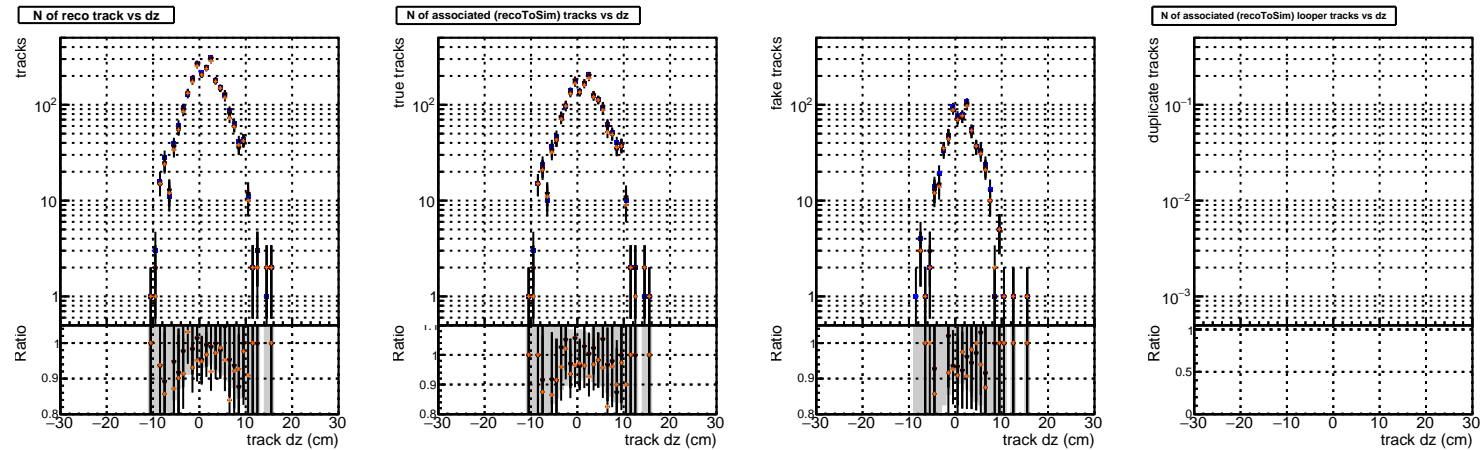 N of reco track vs dz
tracks
10²
10
1
Ratio
1
0.9
0.8
−30 −20 −10 0 10 20 30
track dz (cm)
N of associated (recoToSim) tracks vs dz
true tracks
10²
10
1
Ratio
1.1
1
0.9
0.8
−30 −20 −10 0 10 20 30
track dz (cm)
fake tracks
10²
10
1
Ratio
1
0.9
0.8
−30 −20 −10 0 10 20 30
track dz (cm)
N of associated (recoToSim) looper tracks vs dz
duplicate tracks
10⁻¹
10⁻²
10⁻³
Ratio
1
0.5
0
−30 −20 −10 0 10 20 30
track dz (cm)